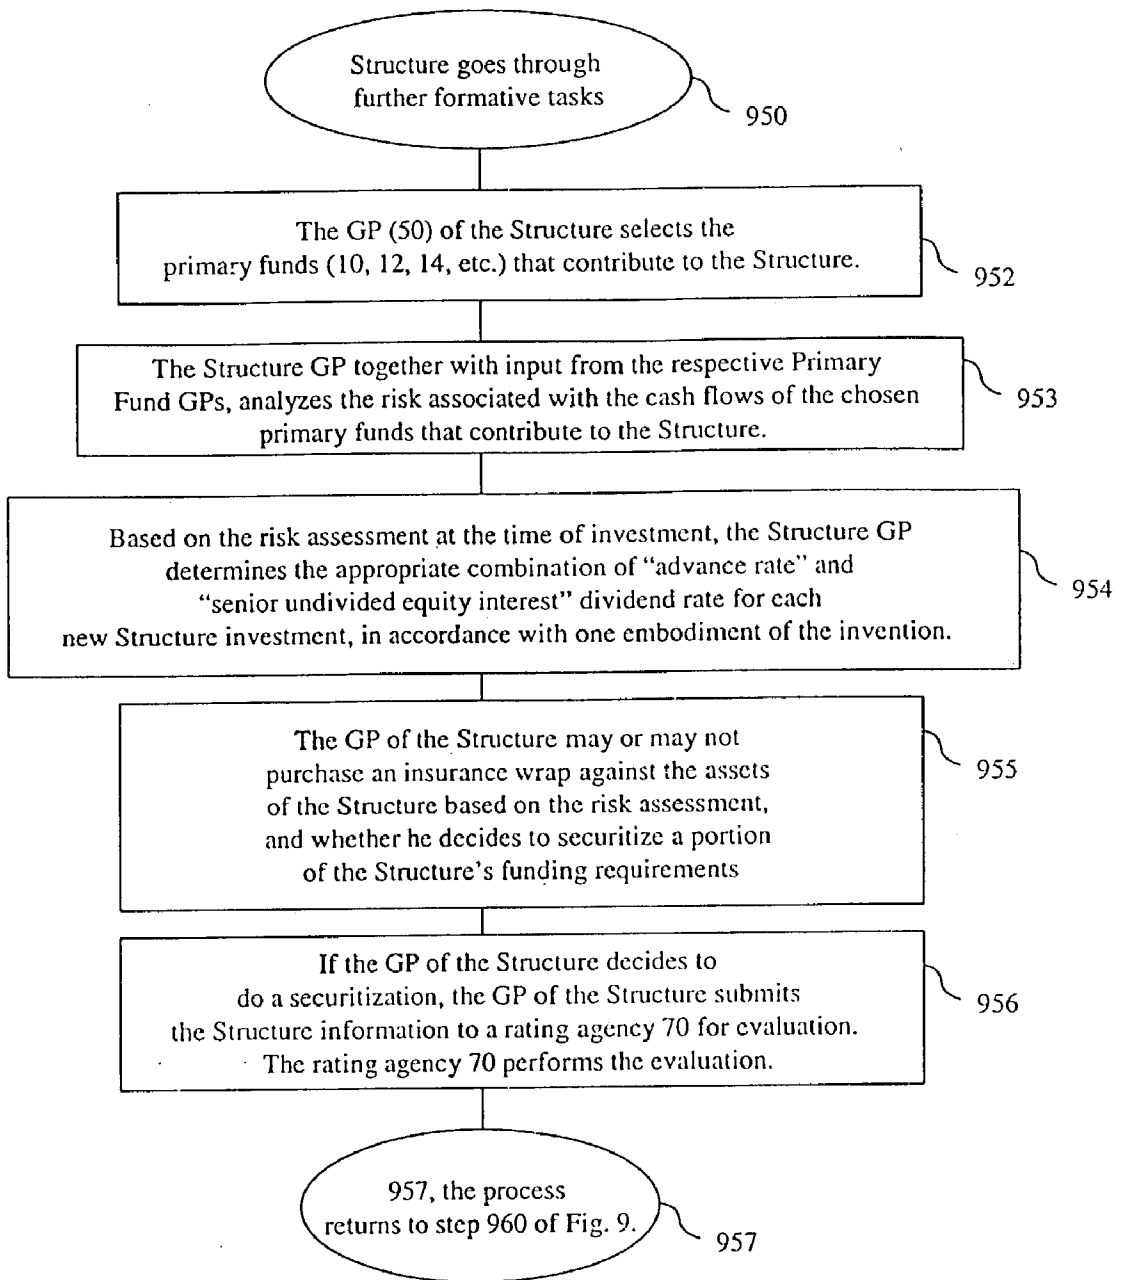 Structure goes through
further formative tasks
950
The GP (50) of the Structure selects the
primary funds (10, 12, 14, etc.) that contribute to the Structure.
952
The Structure GP together with input from the respective Primary
Fund GPs, analyzes the risk associated with the cash flows of the chosen
primary funds that contribute to the Structure.
953
Based on the risk assessment at the time of investment, the Structure GP
determines the appropriate combination of “advance rate” and
“senior undivided equity interest” dividend rate for each
new Structure investment, in accordance with one embodiment of the invention.
954
The GP of the Structure may or may not
purchase an insurance wrap against the assets
of the Structure based on the risk assessment,
and whether he decides to securitize a portion
of the Structure’s funding requirements
955
If the GP of the Structure decides to
do a securitization, the GP of the Structure submits
the Structure information to a rating agency 70 for evaluation.
The rating agency 70 performs the evaluation.
956
957, the process
returns to step 960 of Fig. 9.
957